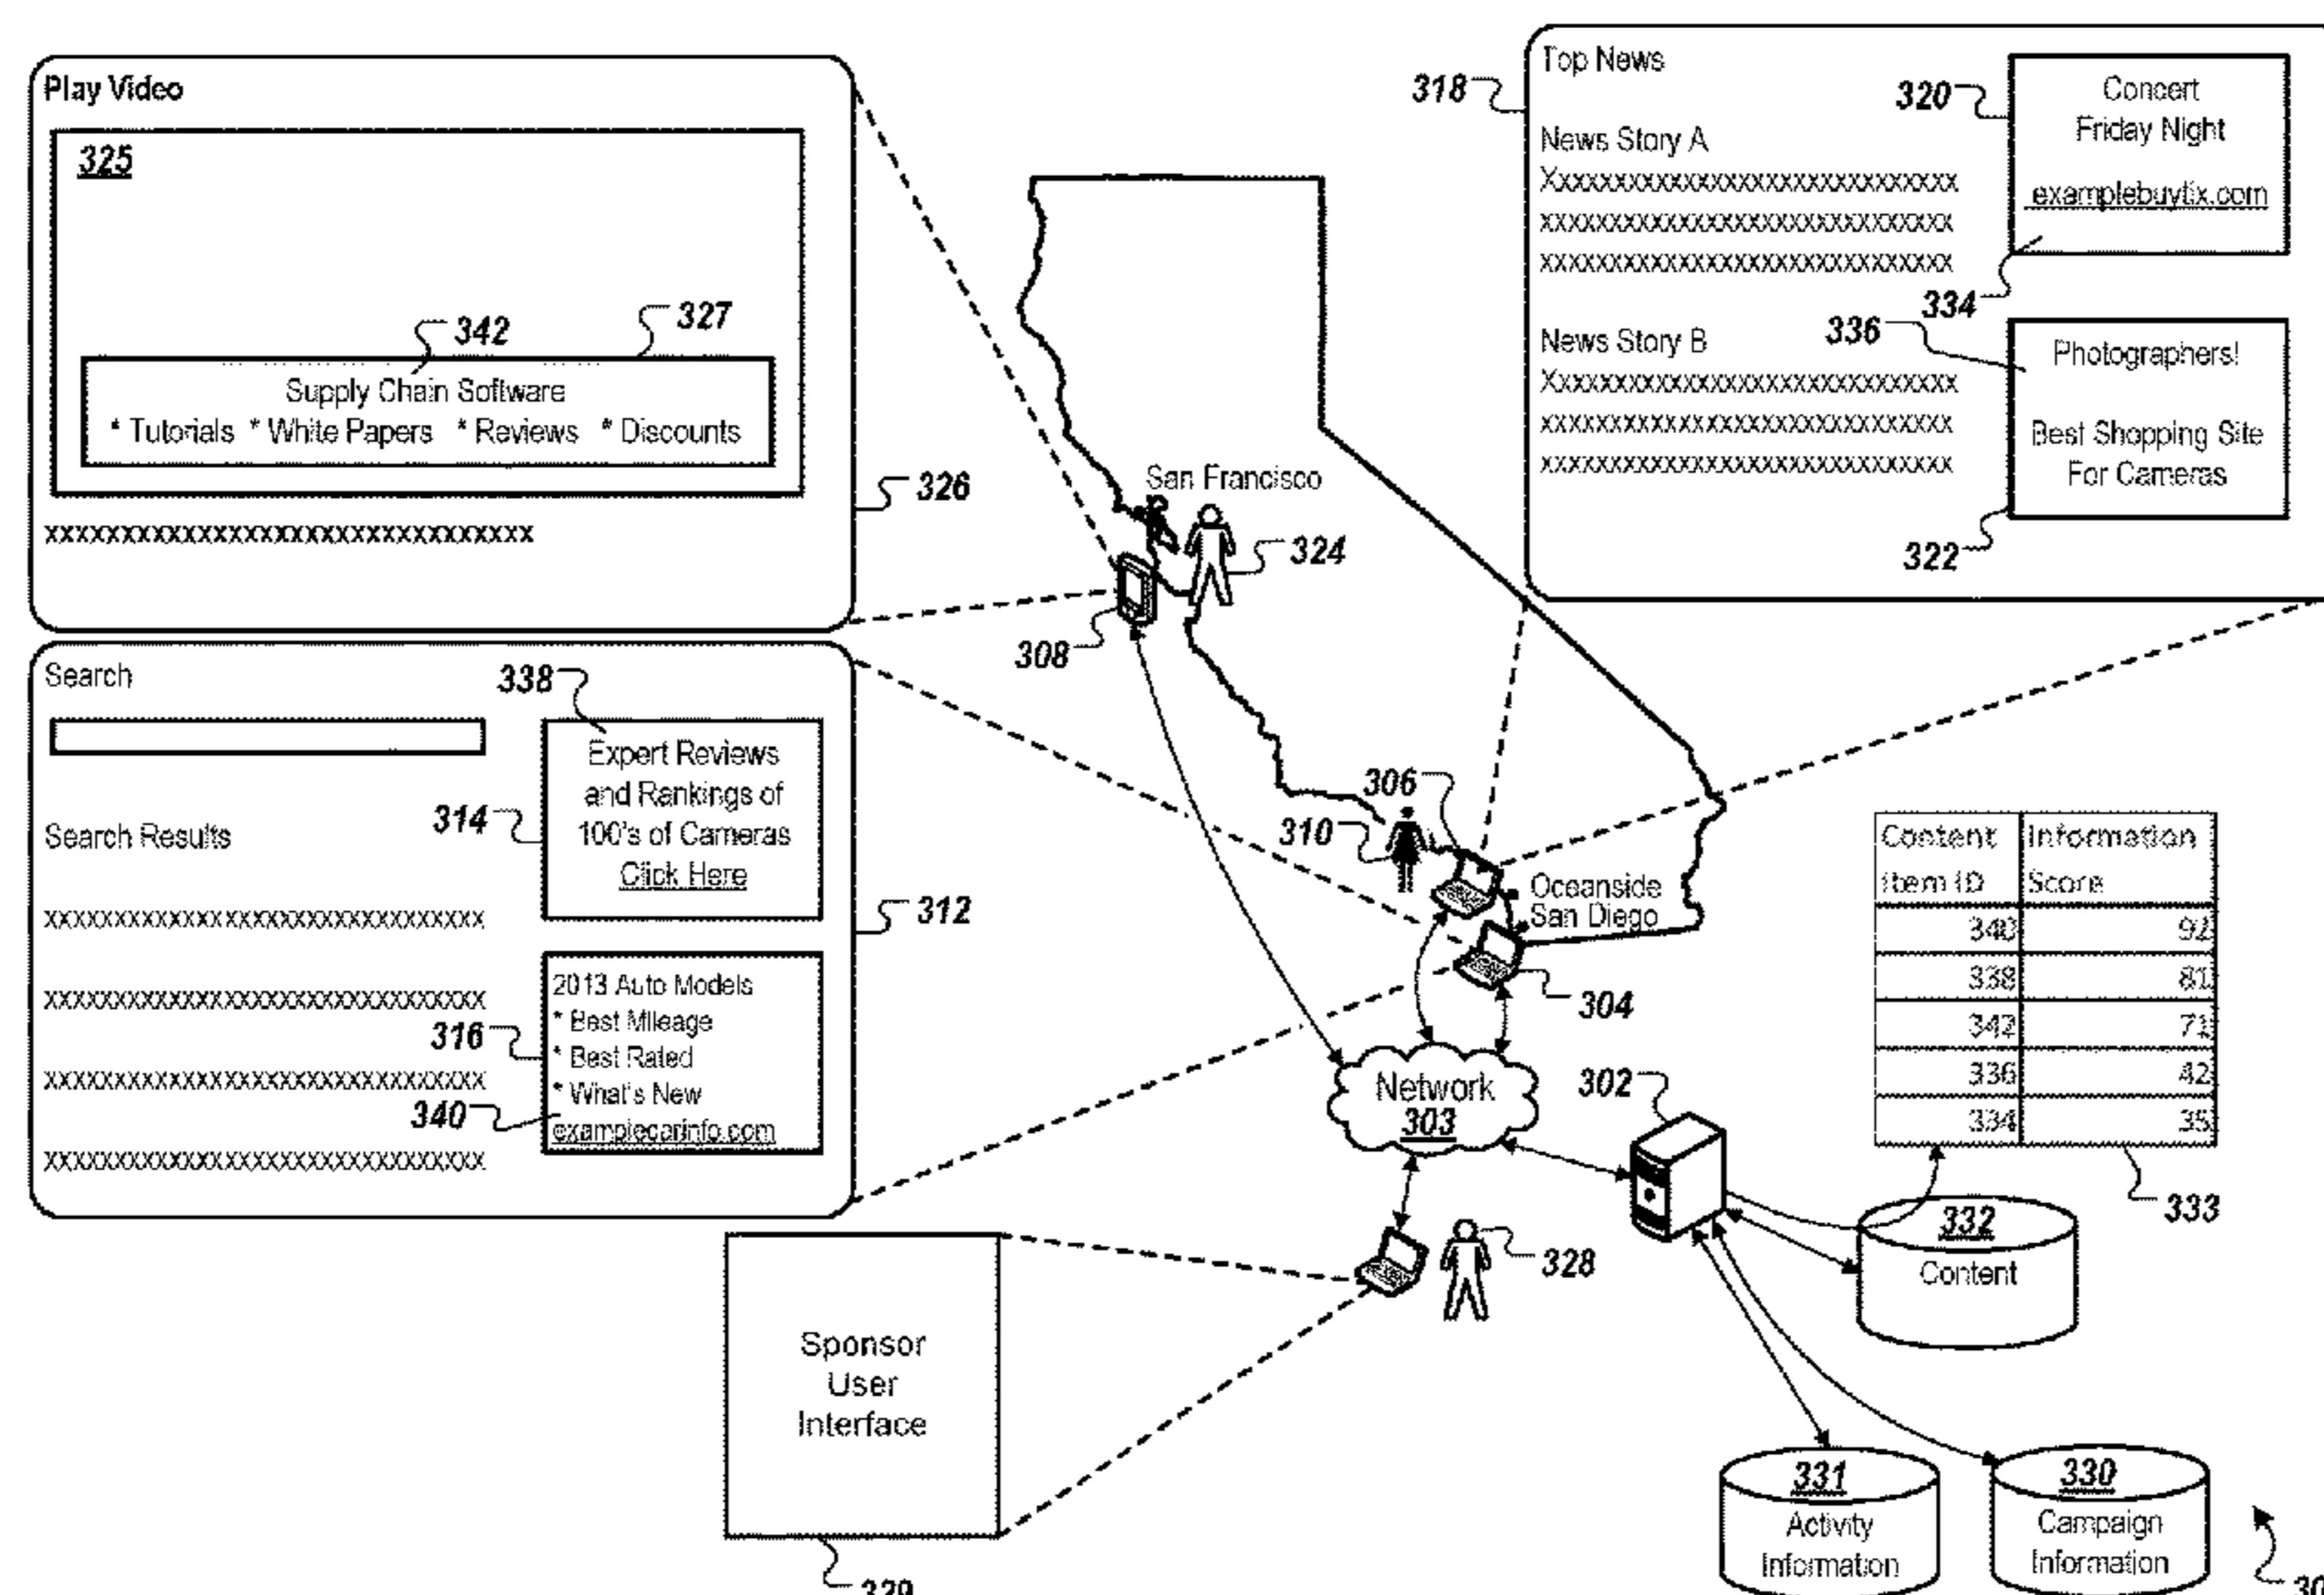 Play Video
325
342
327
Supply Chain Software
* Tutorials * White Papers * Reviews * Discounts
326
xxxxxxxxxxxxxxxxxxxxxxxxxxxxxxxx
Search
338
Expert Reviews
and Rankings of
100's of Cameras
Click Here
314
Search Results
312
xxxxxxxxxxxxxxxxxxxxxxxxxxxxxxxx
xxxxxxxxxxxxxxxxxxxxxxxxxxxxxxxx
xxxxxxxxxxxxxxxxxxxxxxxxxxxxxxxx
xxxxxxxxxxxxxxxxxxxxxxxxxxxxxxxx
316
340
2013 Auto Models
* Best Mileage
* Best Rated
* What's New
examplecarinfo.com
318
Top News
News Story A
Xxxxxxxxxxxxxxxxxxxxxxxxxxxxxx
xxxxxxxxxxxxxxxxxxxxxxxxxxxxxx
xxxxxxxxxxxxxxxxxxxxxxxxxxxxxx
News Story B
Xxxxxxxxxxxxxxxxxxxxxxxxxxxxxx
xxxxxxxxxxxxxxxxxxxxxxxxxxxxxx
xxxxxxxxxxxxxxxxxxxxxxxxxxxxxx
320
Concert
Friday Night
examplebuytix.com
334
336
Photographers!
Best Shopping Site
For Cameras
322
San Francisco
324
308
306
310
Oceanside
San Diego
304
Network
303
302
Content Item ID Information Score
340 92
338 81
342 71
336 42
334 35
333
332
Content
328
Sponsor
User
Interface
329
331
Activity
Information
330
Campaign
Information